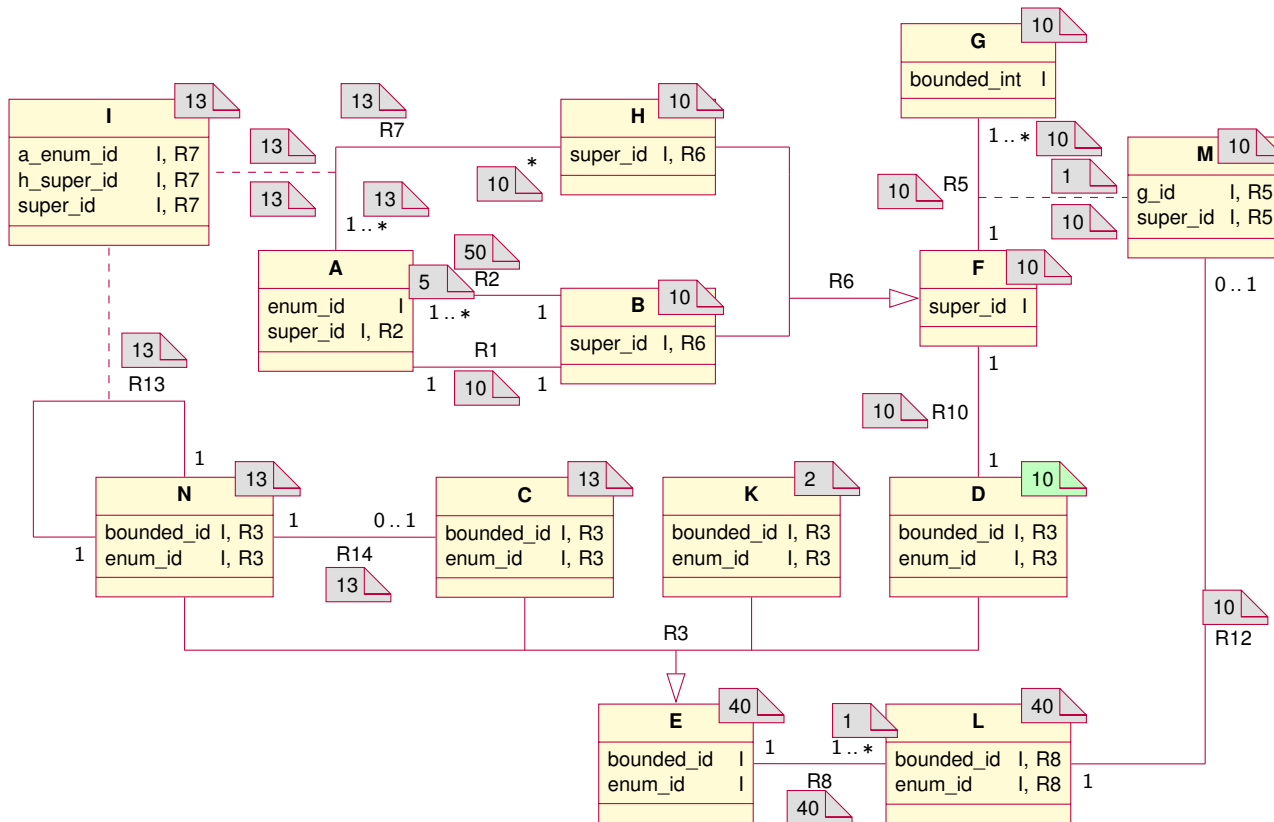 G
10
bounded_int I
1..*
10
I
13
a_enum_id I, R7
h_super_id I, R7
super_id I, R7
13
R7
13
13
H
10
super_id I, R6
*
10
13
1..*
M
10
g_id I, R5
super_id I, R5
0..1
10
R5
1
10
1
A
5
enum_id I
super_id I, R2
50
R2
1..*
1
R1
1
10
1
B
10
super_id I, R6
R6
F
10
super_id I
1
10
R10
1
13
R13
1
1
N
13
bounded_id I, R3
enum_id I, R3
1
0..1
R14
13
C
13
bounded_id I, R3
enum_id I, R3
K
2
bounded_id I, R3
enum_id I, R3
D
10
bounded_id I, R3
enum_id I, R3
R3
10
R12
E
40
bounded_id I
enum_id I
1
1
1..*
R8
40
L
40
bounded_id I, R8
enum_id I, R8
1